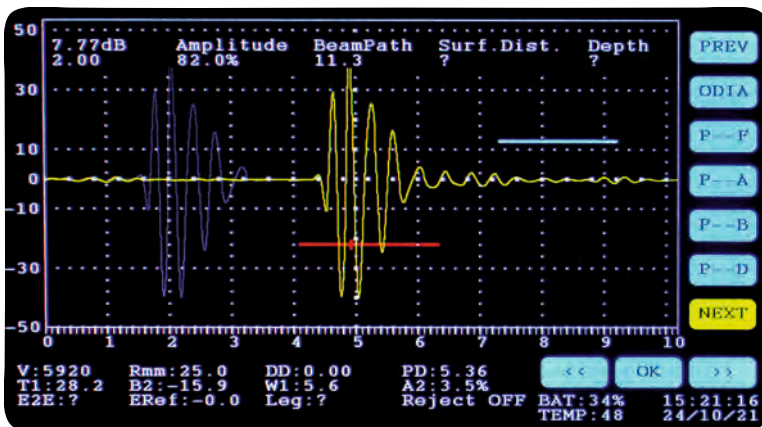 50
7.77dB Amplitude BeamPath Surf.Dist. Depth
2.00 82.0% 11.3 ? ?
PREV
30
ODIA
10
P--F
0
P--A
-10
P--B
-30
P--D
-50
NEXT
0 1 2 3 4 5 6 7 8 9 10
V:5920 Rmm:25.0 DD:0.00 PD:5.36
<< OK >>
T1:28.2 B2:-15.9 W1:5.6 A2:3.5%
E2E:? ERef:-0.0 Leg:? Reject OFF BAT:34% 15:21:16
TEMP:48 24/10/21